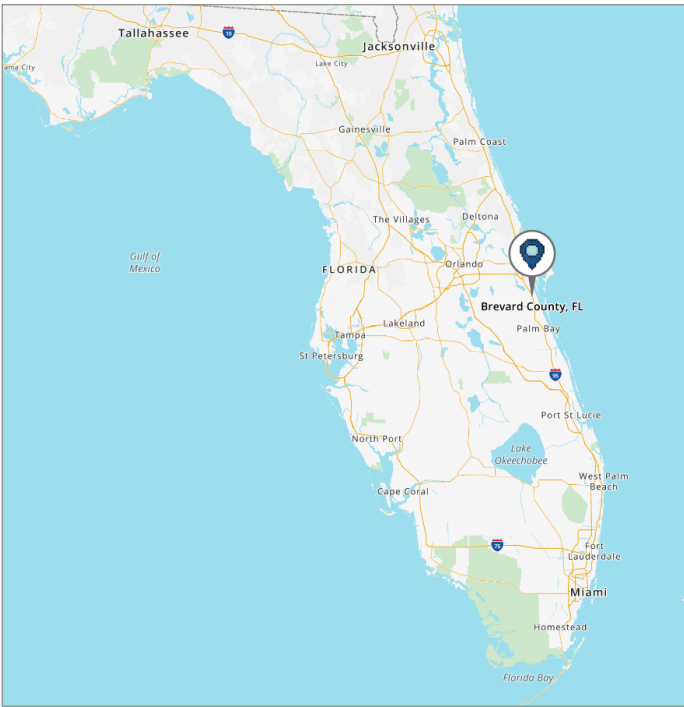 Tallahassee
10
Jacksonville
Lake City
ama City
Gainesville
Palm Coast
The Villages
Deltona
Gulf of
Mexico
FLORIDA
Orlando
Brevard County, FL
Lakeland
Palm Bay
Tampa
St Petersburg
95
Port St Lucie
North Port
Lake
Okeechobee
West Palm
Beach
Cape Coral
75
Fort
Lauderdale
Miami
Homestead
Florida Bay